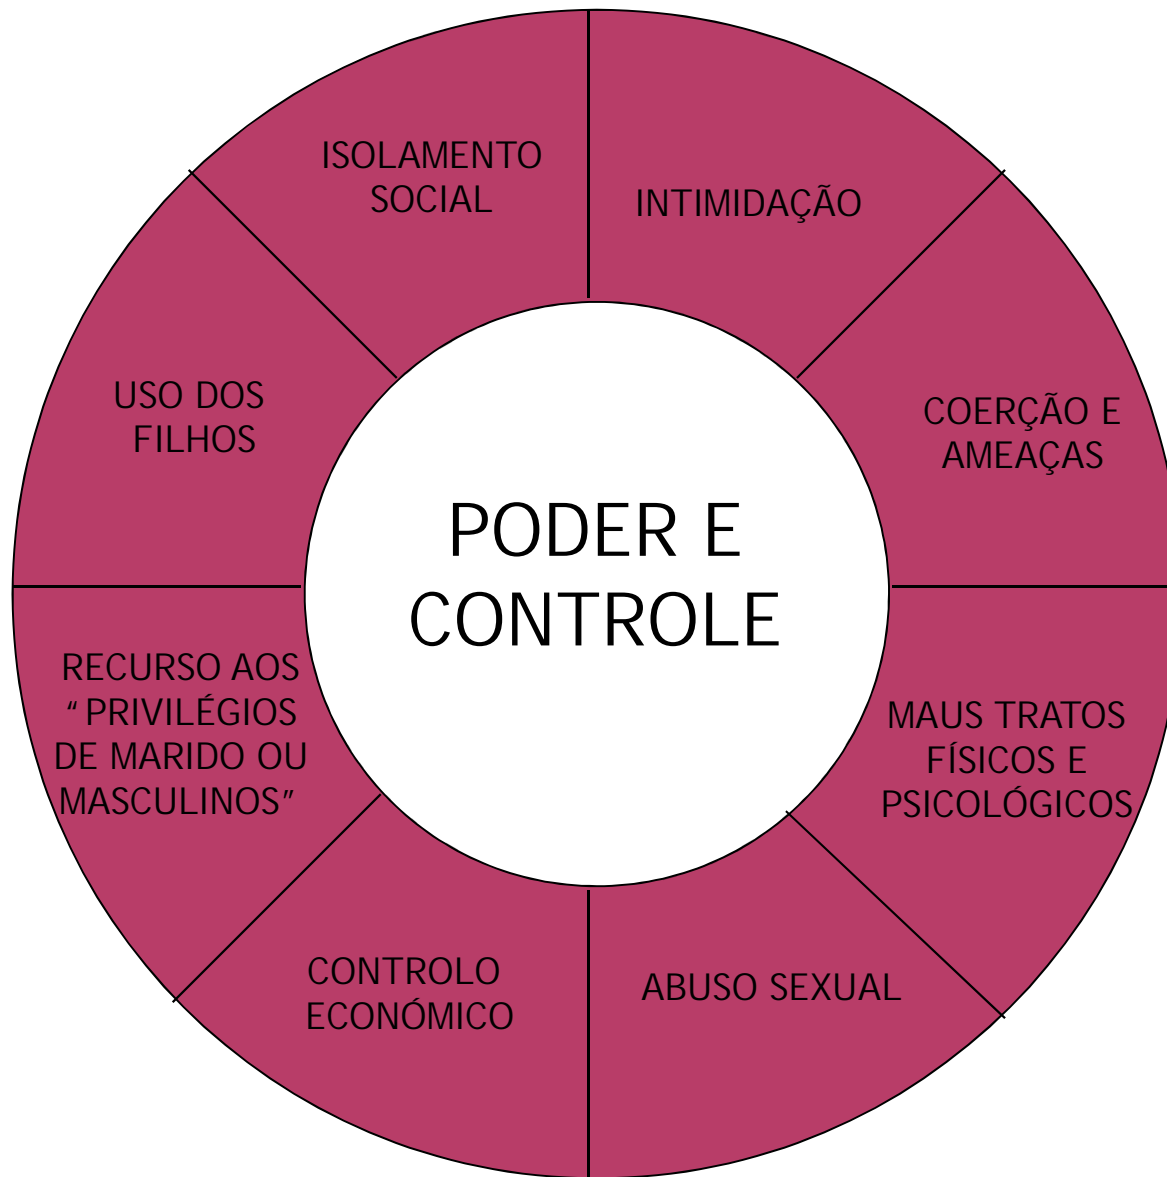 ISOLAMENTO
SOCIAL
INTIMIDAÇÃO
USO DOS
FILHOS
COERÇÃO E
AMEAÇAS
PODER E
CONTROLE
RECURSO AOS
“ PRIVILÉGIOS
DE MARIDO OU
MASCULINOS”
MAUS TRATOS
FÍSICOS E
PSICOLÓGICOS
CONTROLO
ECONÓMICO
ABUSO SEXUAL